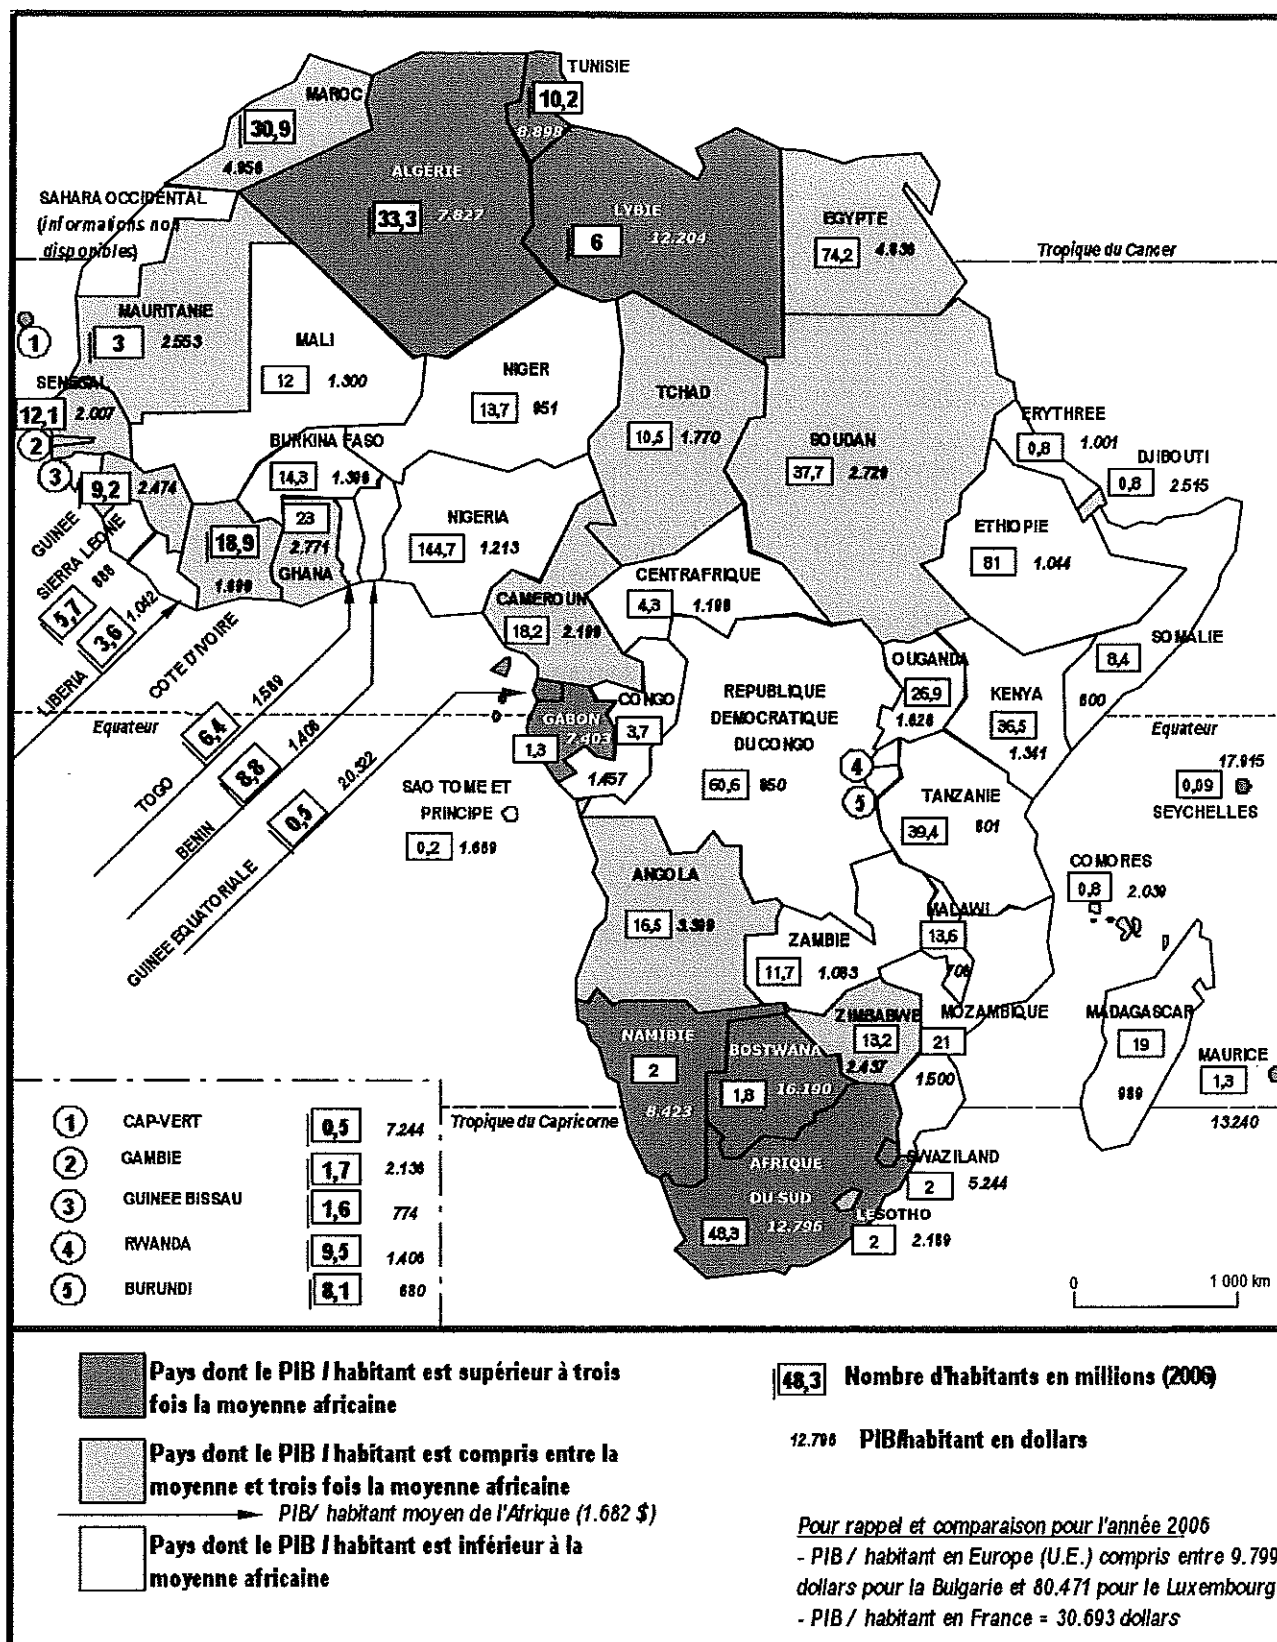 TUNISIE
10,2
8.898
MAROC
30,9
ALGERIE
33,3
7.827
LYBIE
6
12.204
EGYPTE
74,2
SAHARA OCCIDENTAL
(informations non
disponibles)
Tropique du Cancer
MAURITANIE
3
2.553
1
MALI
12
1.300
NIGER
13,7
951
TCHAD
10,5
1.770
SOUDAN
37,7
ERYTHREE
0,8
1.001
DJIBOUTI
0,8
2.515
SENEGAL
12,1
2.007
2
3
BURKINA FASO
14,3
9,2
2.474
GUINEE
NIGERIA
144,7
1.213
ETHIOPIE
81
1.044
18,9
23
2.771
GHANA
SIERRA LEONE
5,7
CENTRAFRIQUE
4,3
CAMEROUN
18,2
SOMALIE
8,4
600
LIBERIA
3,6
1.042
COTE D'IVOIRE
OUGANDA
26,9
KENYA
36,5
1.341
REPUBLIQUE
DEMOCRATIQUE
DU CONGO
60,6
CONGO
3,7
1.457
GABON
1,3
7.403
Equateur
Equateur
TOGO
6,4
1.589
BENIN
8,8
1.406
GUINEE EQUATORIALE
0,5
20.322
SAO TOME ET
PRINCIPE
0,2
4
5
TANZANIE
39,4
17.915
0,09
SEYCHELLES
COMORES
0,8
2.039
ANGOLA
16,5
MALAWI
13,6
ZAMBIE
11,7
1.083
ZIMBABWE
13,2
2.437
MOZAMBIQUE
21
1.500
MADAGASCAR
19
989
MAURICE
1,3
13.240
NAMIBIE
2
8.423
BOSTWANA
1,8
16.190
Tropique du Capricorne
AFRIQUE
DU SUD
48,3
12.796
SWAZILAND
2
5.244
LESOTHO
2
2.189
1 CAP-VERT 0,5 7.244
2 GAMBIE 1,7 2.136
3 GUINEE BISSAU 1,6 774
4 RWANDA 9,5 1.406
5 BURUNDI 8,1 680
0 1 000 km
Pays dont le PIB / habitant est supérieur à trois
fois la moyenne africaine
Pays dont le PIB / habitant est compris entre la
moyenne et trois fois la moyenne africaine
PIB/ habitant moyen de l'Afrique (1.682 $)
Pays dont le PIB / habitant est inférieur à la
moyenne africaine
48,3 Nombre d'habitants en millions (2006)
12.796 PIB/habitant en dollars
Pour rappel et comparaison pour l'année 2006
- PIB / habitant en Europe (U.E.) compris entre 9.799
dollars pour la Bulgarie et 80.471 pour le Luxembourg
- PIB / habitant en France = 30.693 dollars